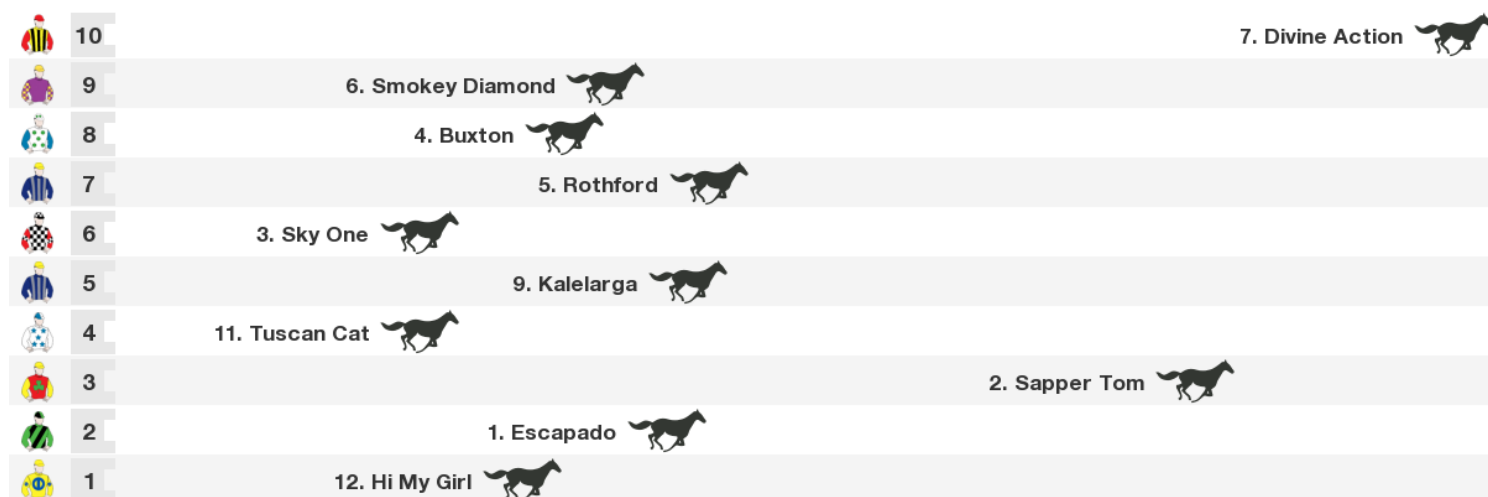 10 7. Divine Action
9 6. Smokey Diamond
8 4. Buxton
7 5. Rothford
6 3. Sky One
5 9. Kalelarga
4 11. Tuscan Cat
3 2. Sapper Tom
2 1. Escapado
1 12. Hi My Girl